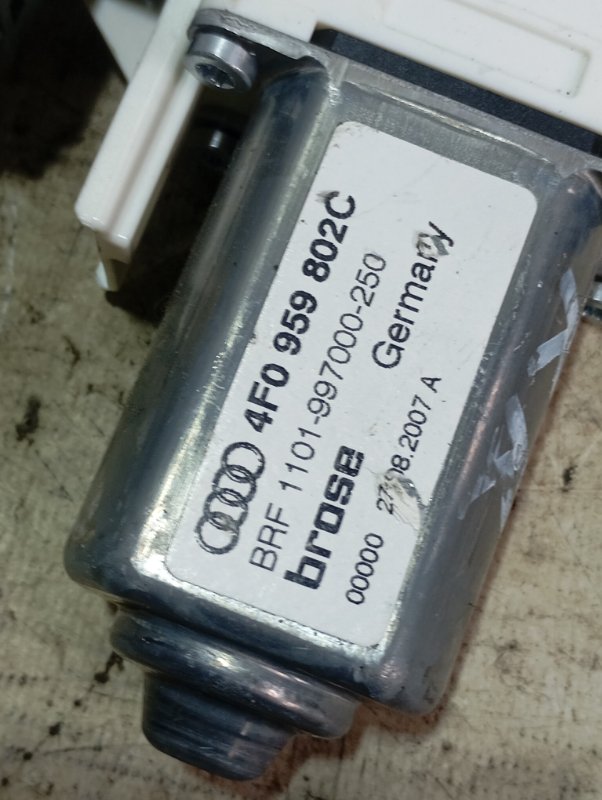 4F0 959 802C
BRF 1101-997000-250
brose Germany
00000 27.08.2007 A